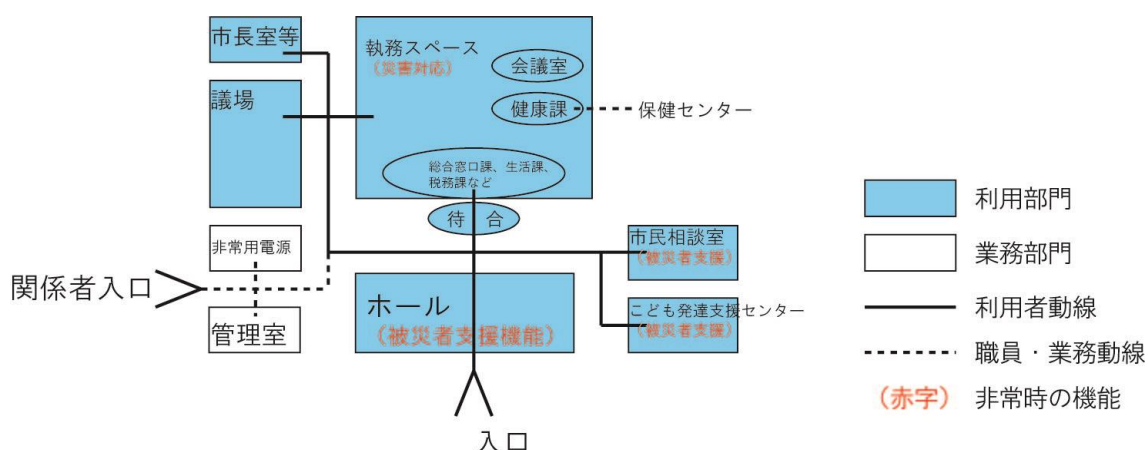 市長室等
執務スペース
（災害対応）
会議室
議場
健康課
保健センター
総合窓口課、生活課、
税務課など
待 合
非常用電源
関係者入口
管理室
ホール
（被災者支援機能）
市民相談室
（被災者支援）
こども発達支援センター
（被災者支援）
入口
利用部門
業務部門
利用者動線
職員・業務動線
（赤字） 非常時の機能